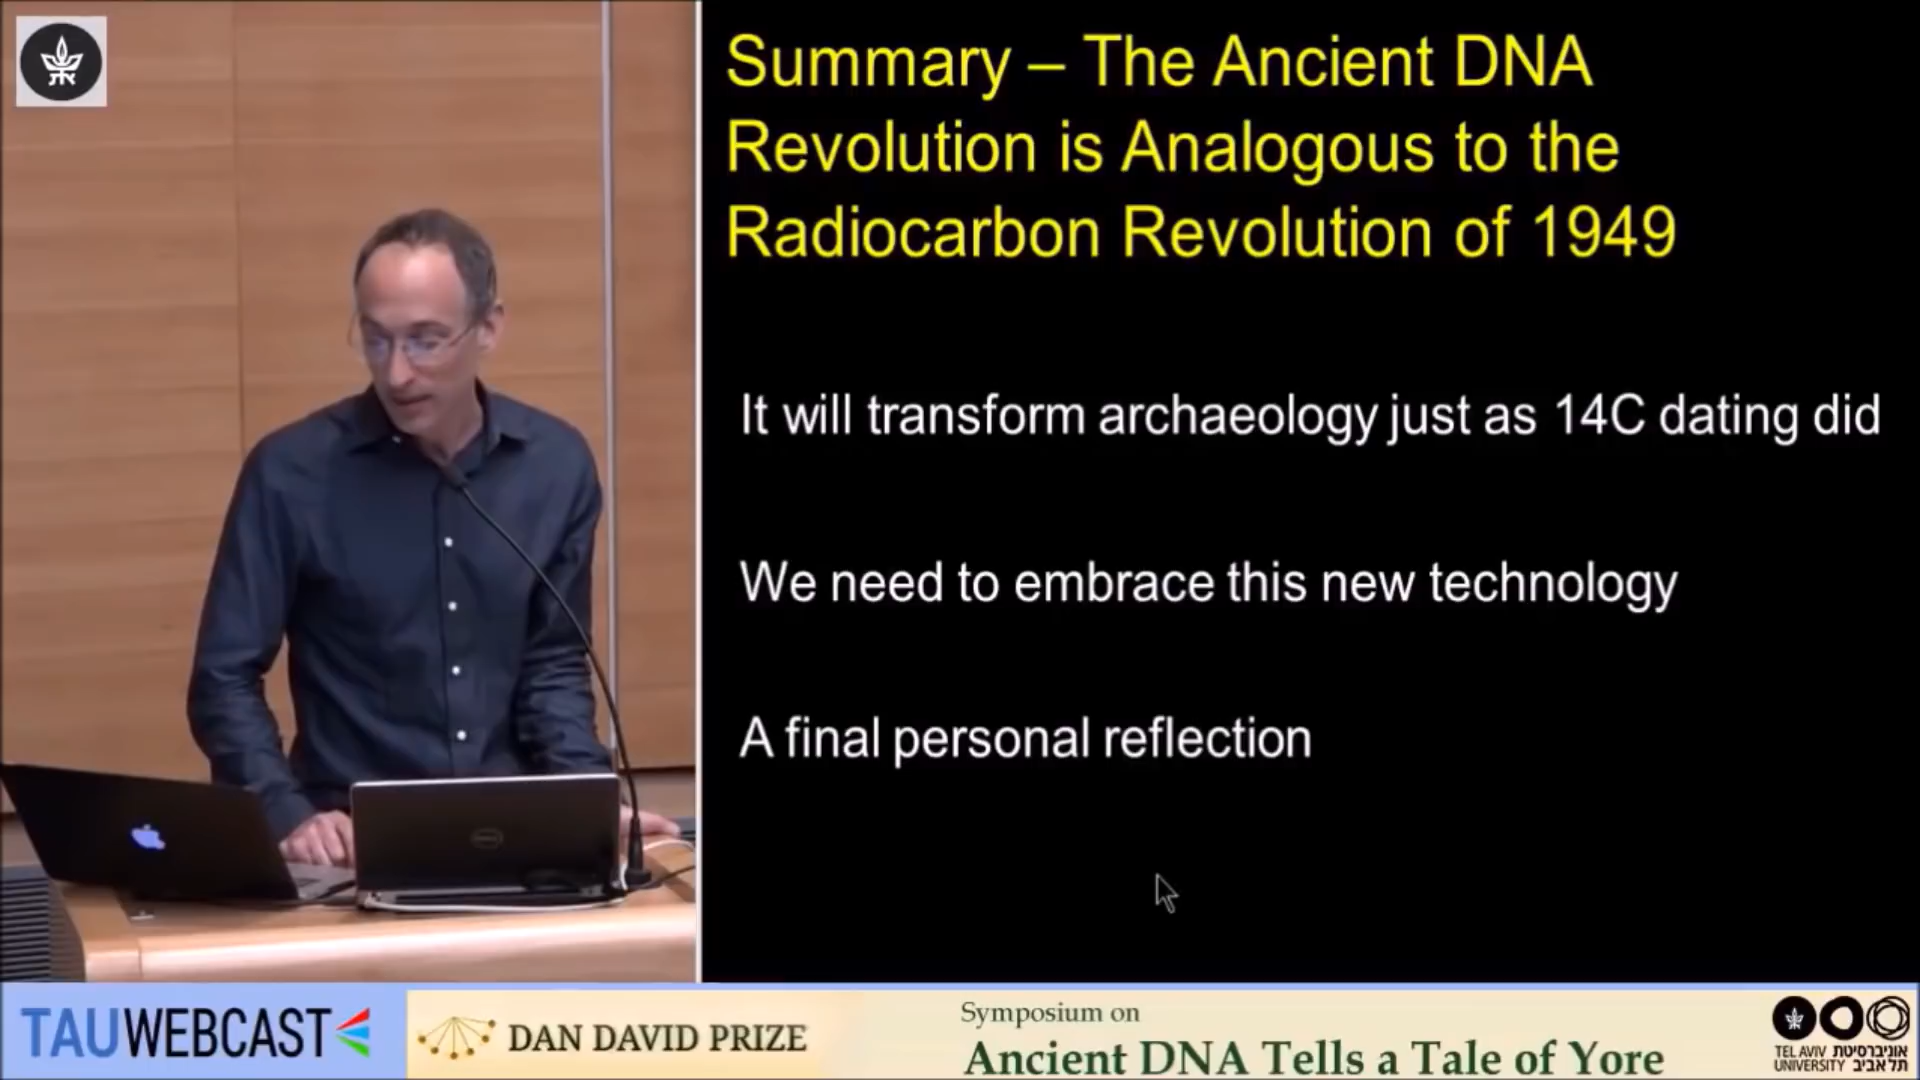 Summary – The Ancient DNA
Revolution is Analogous to the
Radiocarbon Revolution of 1949
It will transform archaeology just as 14C dating did
We need to embrace this new technology
A final personal reflection
TAUWEBCAST
DAN DAVID PRIZE
Symposium on
Ancient DNA Tells a Tale of Yore
TEL AVIV אוניברסיטת
UNIVERSITY תל אביב